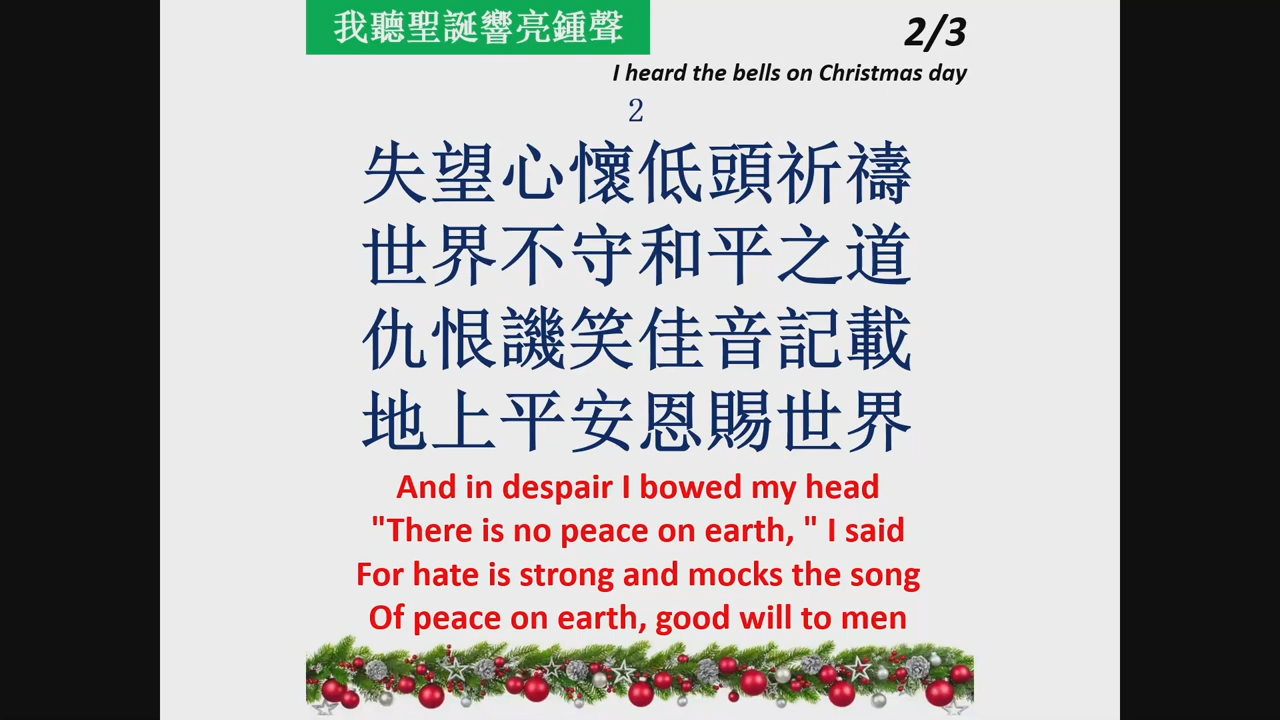 我聽聖誕響亮鍾聲
2/3
I heard the bells on Christmas day
2
失望心懷低頭祈禱
世界不守和平之道
仇恨譏笑佳音記載
地上平安恩賜世界
And in despair I bowed my head
"There is no peace on earth, " I said
For hate is strong and mocks the song
Of peace on earth, good will to men